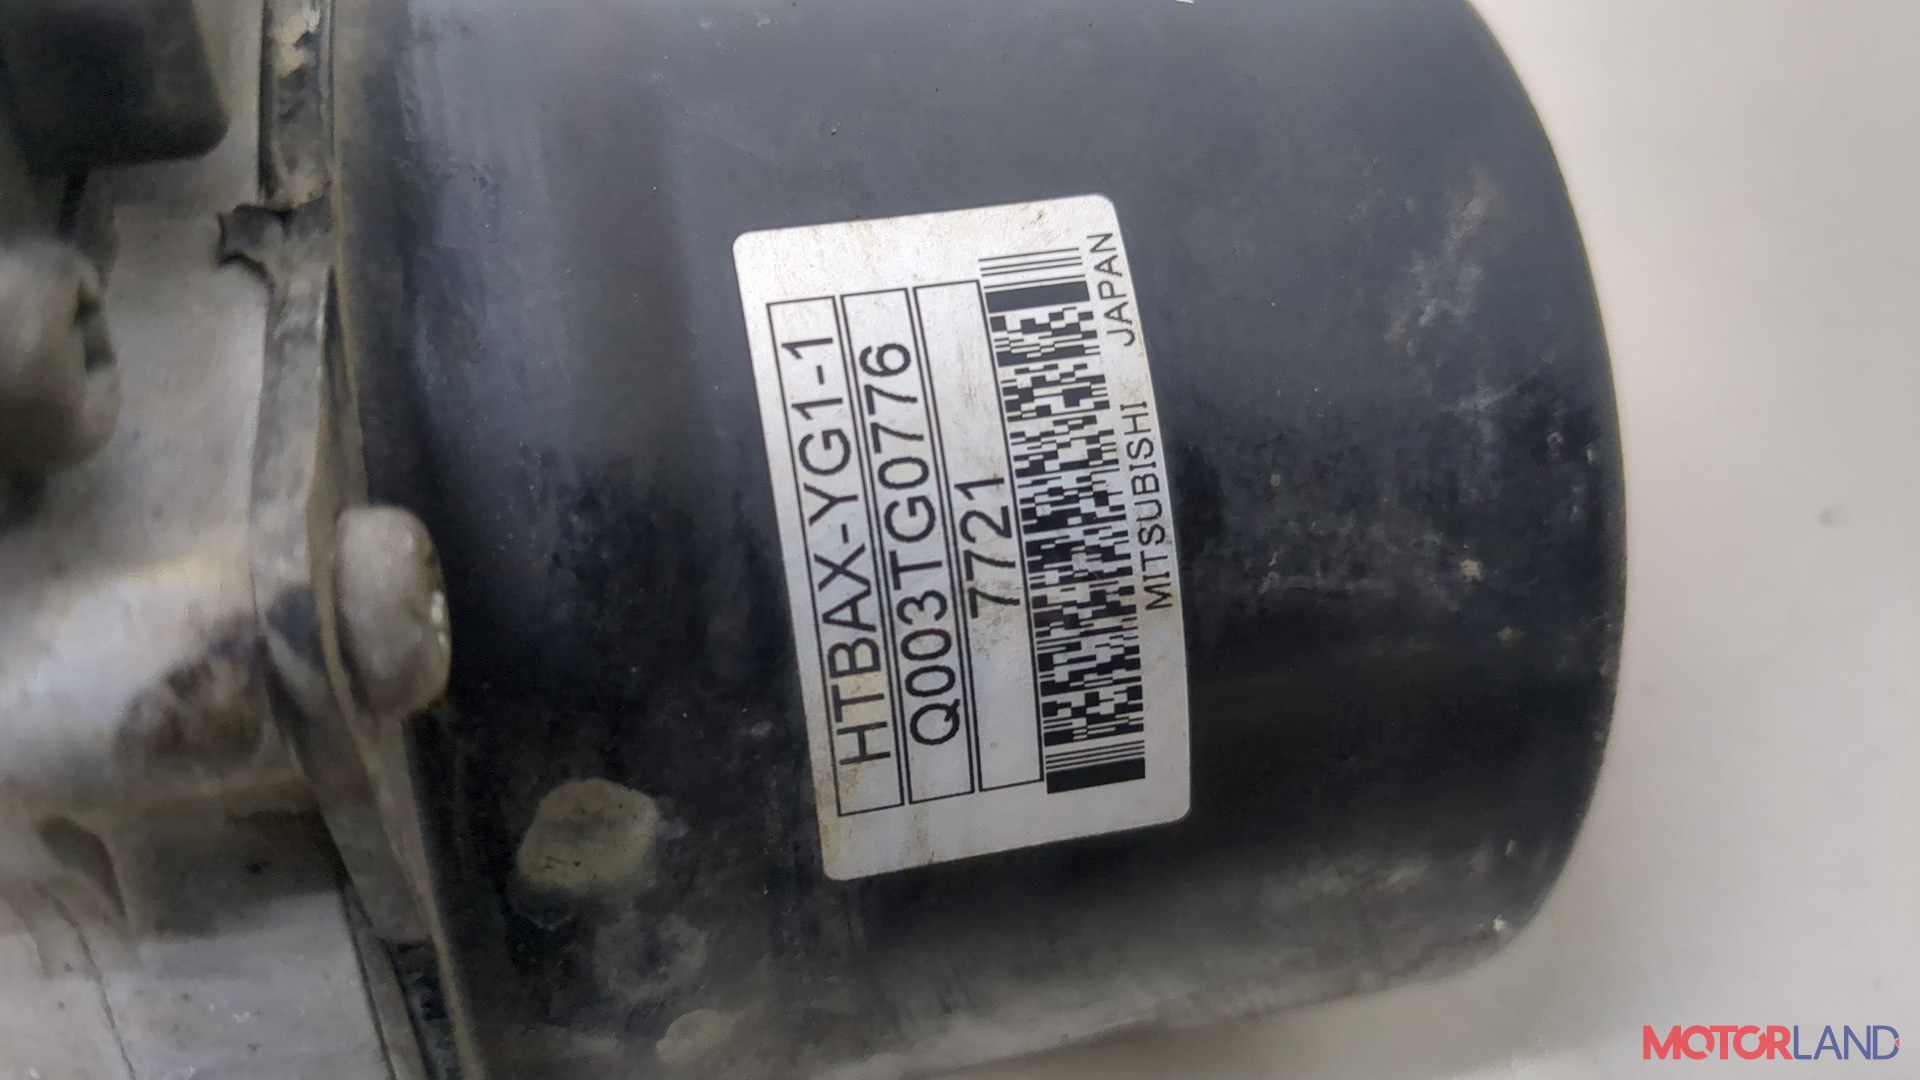 HTBAX-YG1-1
Q003TG0776
7721
MITSUBISHI JAPAN
MOTORLAND